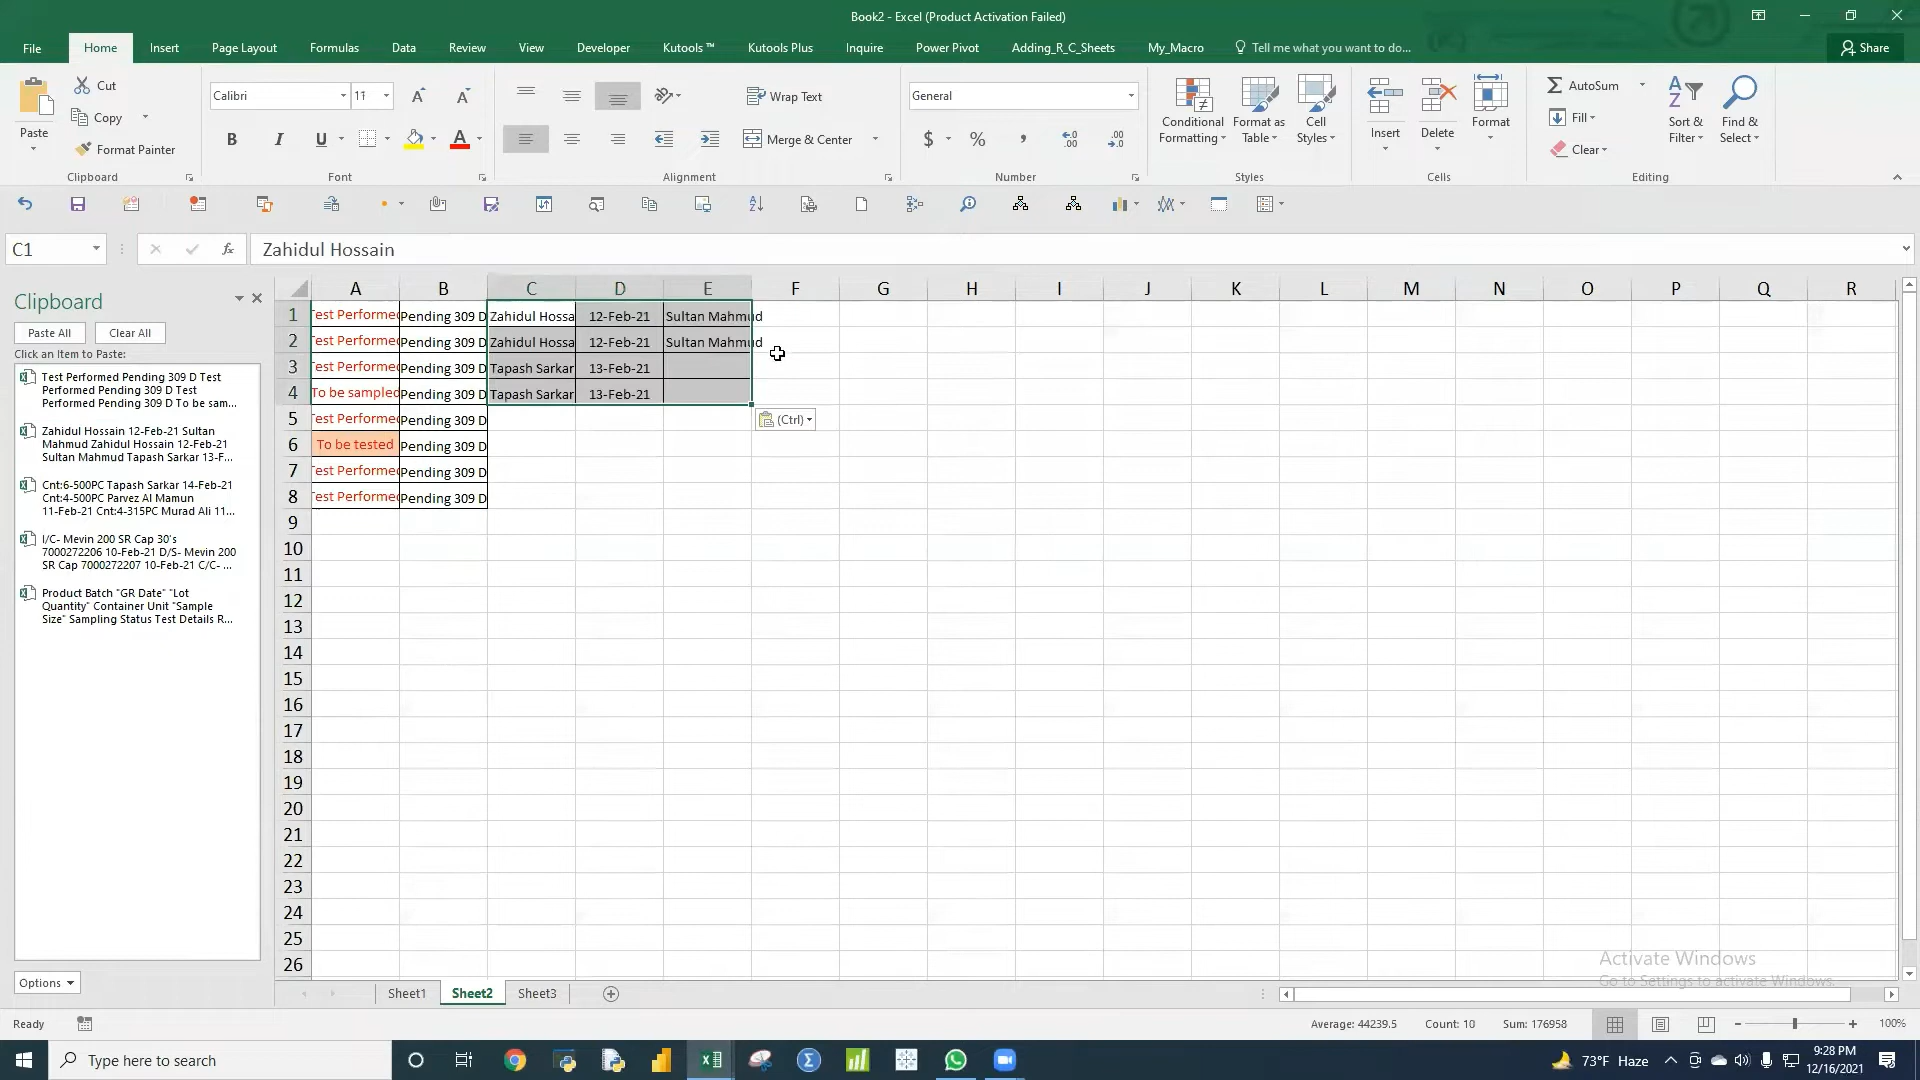 Book2 - Excel (Product Activation Failed)
File Home Insert Page Layout Formulas Data Review View Developer Kutools ™ Kutools Plus Inquire Power Pivot Adding_R_C_Sheets My_Macro Tell me what you want to do... Share
Paste
Cut
Copy
Format Painter
Clipboard
Calibri 11
B I U A
Font
Wrap Text
Merge & Center
Alignment
General
$ % ,
Number
Conditional Formatting
Format as Table
Cell Styles
Styles
Insert Delete Format
Cells
AutoSum
Fill
Clear
Sort & Filter
Find & Select
Editing
C1 fx Zahidul Hossain
Clipboard
Paste All Clear All
Click an Item to Paste:
Test Performed Pending 309 D Test
Performed Pending 309 D Test
Performed Pending 309 D To be sam...
Zahidul Hossain 12-Feb-21 Sultan
Mahmud Zahidul Hossain 12-Feb-21
Sultan Mahmud Tapash Sarkar 13-F...
Cnt:6-500PC Tapash Sarkar 14-Feb-21
Cnt:4-500PC Parvez Al Mamun
11-Feb-21 Cnt:4-315PC Murad Ali 11...
I/C- Mevin 200 SR Cap 30's
7000272206 10-Feb-21 D/S- Mevin 200
SR Cap 7000272207 10-Feb-21 C/C- ...
Product Batch "GR Date" "Lot
Quantity" Container Unit "Sample
Size" Sampling Status Test Details R...
Options
A B C D E F G H I J K L M N O P Q R
1 Test Performed Pending 309 D Zahidul Hossa 12-Feb-21 Sultan Mahmud
2 Test Performed Pending 309 D Zahidul Hossa 12-Feb-21 Sultan Mahmud
3 Test Performed Pending 309 D Tapash Sarkar 13-Feb-21
4 To be sampled Pending 309 D Tapash Sarkar 13-Feb-21
5 Test Performed Pending 309 D
6 To be tested Pending 309 D
7 Test Performed Pending 309 D
8 Test Performed Pending 309 D
9
10
11
12
13
14
15
16
17
18
19
20
21
22
23
24
25
26
(Ctrl)
Activate Windows
Go to Settings to activate Windows.
Sheet1 Sheet2 Sheet3
Ready Average: 44239.5 Count: 10 Sum: 176958 100%
Type here to search 73°F Haze 9:28 PM
12/16/2021